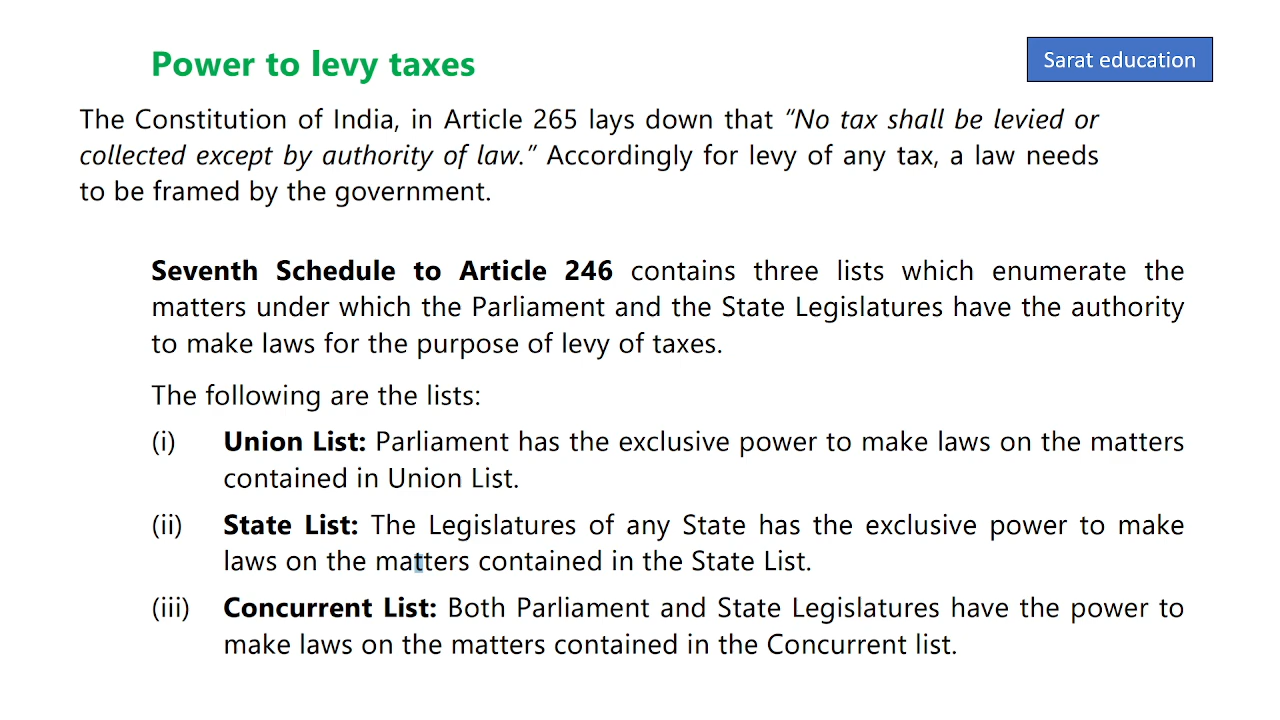 Power to levy taxes
Sarat education
The Constitution of India, in Article 265 lays down that “No tax shall be levied or
collected except by authority of law.” Accordingly for levy of any tax, a law needs
to be framed by the government.
Seventh Schedule to Article 246 contains three lists which enumerate the
matters under which the Parliament and the State Legislatures have the authority
to make laws for the purpose of levy of taxes.
The following are the lists:
(i) Union List: Parliament has the exclusive power to make laws on the matters
contained in Union List.
(ii) State List: The Legislatures of any State has the exclusive power to make
laws on the matters contained in the State List.
(iii) Concurrent List: Both Parliament and State Legislatures have the power to
make laws on the matters contained in the Concurrent list.